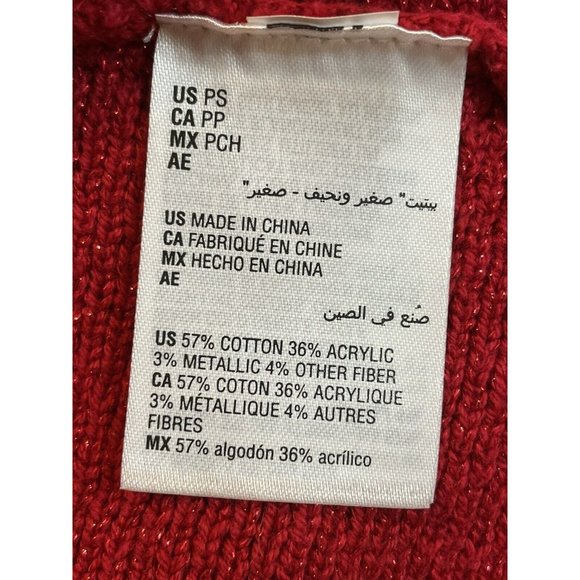 US PS
CA PP
MX PCH
AE
بيتيت" صغير ونحيف - صغير"
US MADE IN CHINA
CA FABRIQUÉ EN CHINE
MX HECHO EN CHINA
AE
صُنع في الصين
US 57% COTTON 36% ACRYLIC
3% METALLIC 4% OTHER FIBER
CA 57% COTON 36% ACRYLIQUE
3% MÉTALLIQUE 4% AUTRES
FIBRES
MX 57% algodón 36% acrílico